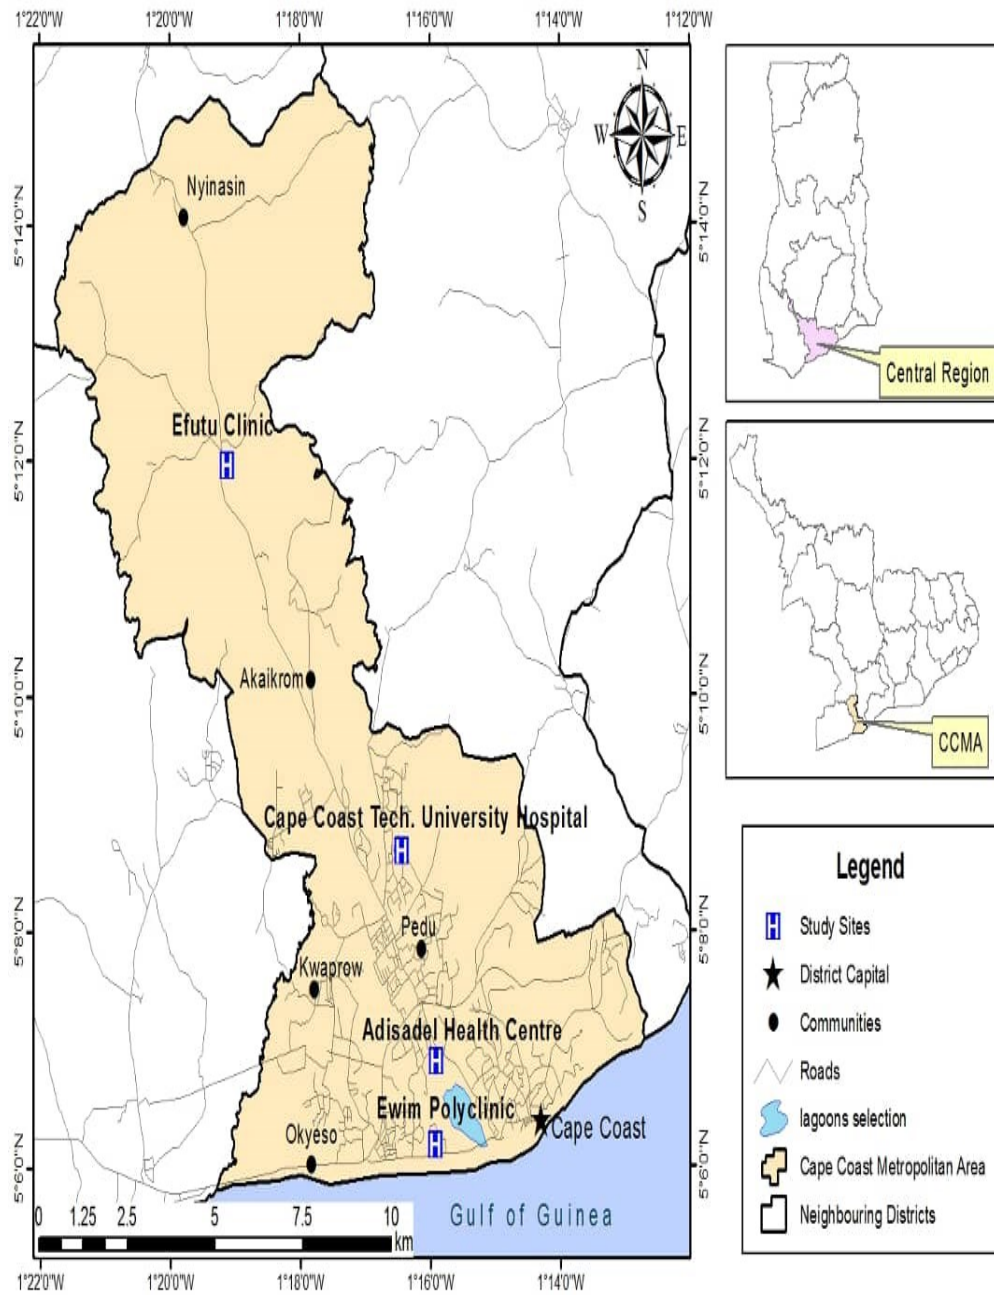 1°22'0"W 1°20'0"W 1°18'0"W 1°16'0"W 1°14'0"W 1°12'0"W
N
W E
S
Nyinasin
5°14'0"N
5°14'0"N
Central Region
Efutu Clinic
H
5°12'0"N
5°12'0"N
Akaikrom
5°10'0"N
5°10'0"N
CCMA
Cape Coast Tech. University Hospital
H
Pedu
5°8'0"N
5°8'0"N
Kwaprow
Adisadel Health Centre
H
Ewim Polyclinic
H
Okyeso
Cape Coast
5°6'0"N
5°6'0"N
Gulf of Guinea
0 1.25 2.5 5 7.5 10
km
1°22'0"W 1°20'0"W 1°18'0"W 1°16'0"W 1°14'0"W
Legend
H Study Sites
District Capital
Communities
Roads
lagoons selection
Cape Coast Metropolitan Area
Neighbouring Districts